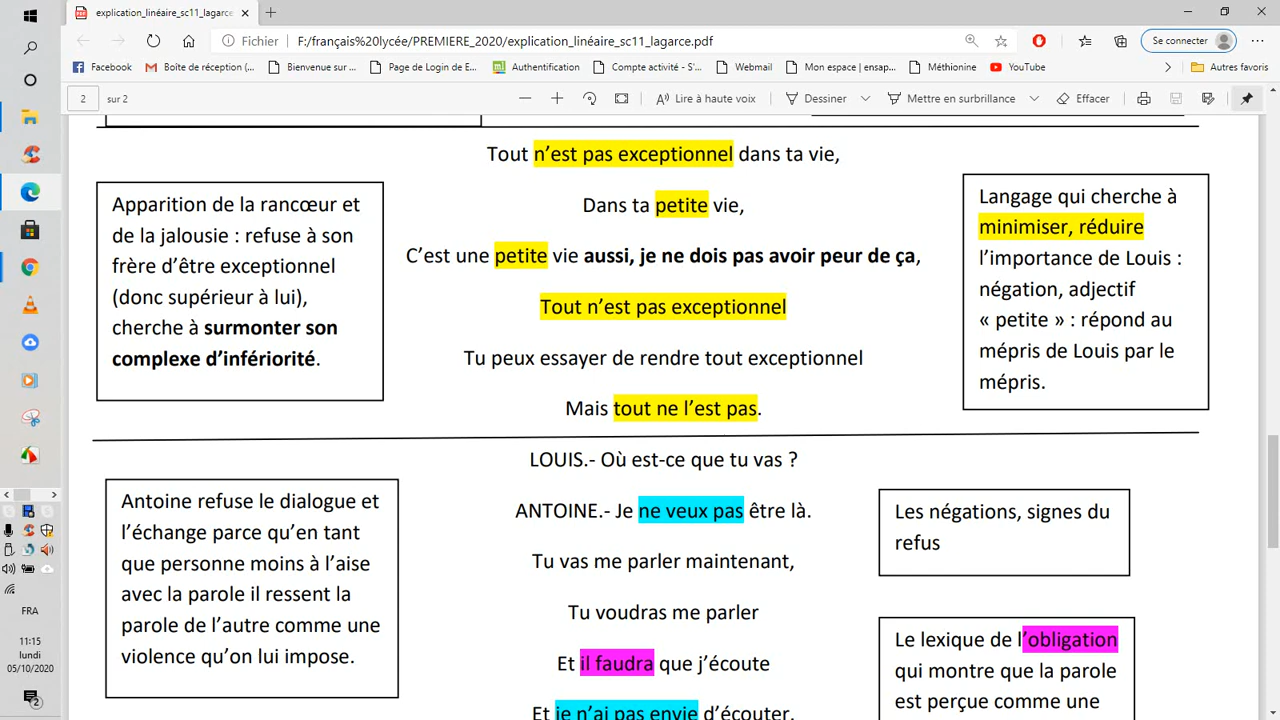 explication_linéaire_sc11_lagarce
Fichier
F:/français%20lycée/PREMIERE_2020/explication_linéaire_sc11_lagarce.pdf
Se connecter
Facebook
Boîte de réception (...
Bienvenue sur ...
Page de Login de E...
Authentification
Compte activité - S'...
Webmail
Mon espace | ensap...
Méthionine
YouTube
Autres favoris
2
sur 2
Lire à haute voix
Dessiner
Mettre en surbrillance
Effacer
Tout n’est pas exceptionnel dans ta vie,
Dans ta petite vie,
C’est une petite vie aussi, je ne dois pas avoir peur de ça,
Tout n’est pas exceptionnel
Tu peux essayer de rendre tout exceptionnel
Mais tout ne l’est pas.
Apparition de la rancœur et
de la jalousie : refuse à son
frère d’être exceptionnel
(donc supérieur à lui),
cherche à surmonter son
complexe d’infériorité.
Langage qui cherche à
minimiser, réduire
l’importance de Louis :
négation, adjectif
« petite » : répond au
mépris de Louis par le
mépris.
LOUIS.- Où est-ce que tu vas ?
ANTOINE.- Je ne veux pas être là.
Tu vas me parler maintenant,
Tu voudras me parler
Et il faudra que j’écoute
Et je n’ai pas envie d’écouter.
Antoine refuse le dialogue et
l’échange parce qu’en tant
que personne moins à l’aise
avec la parole il ressent la
parole de l’autre comme une
violence qu’on lui impose.
Les négations, signes du
refus
Le lexique de l’obligation
qui montre que la parole
est perçue comme une
FRA
11:15
lundi
05/10/2020
2